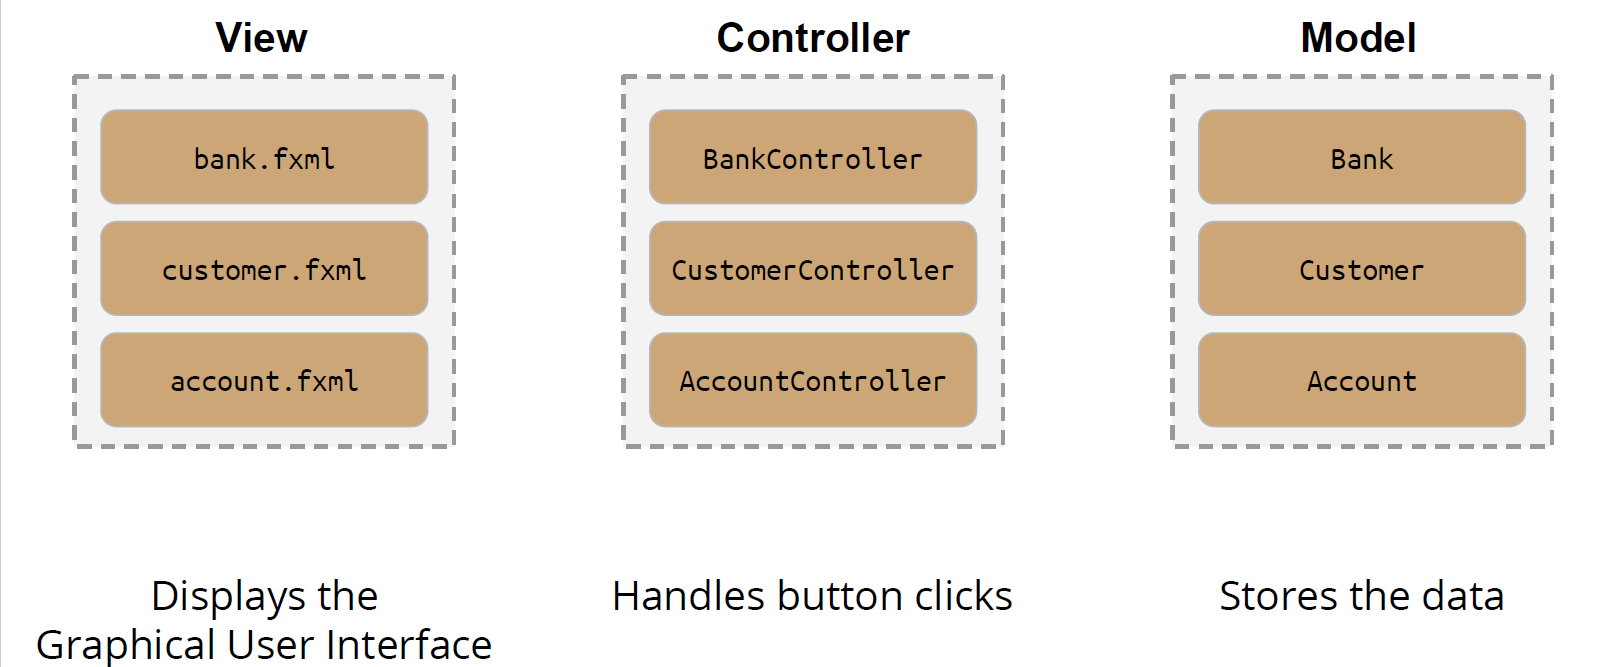 View
bank.fxml
customer.fxml
account.fxml
Displays the
Graphical User Interface
Controller
BankController
CustomerController
AccountController
Handles button clicks
Model
Bank
Customer
Account
Stores the data